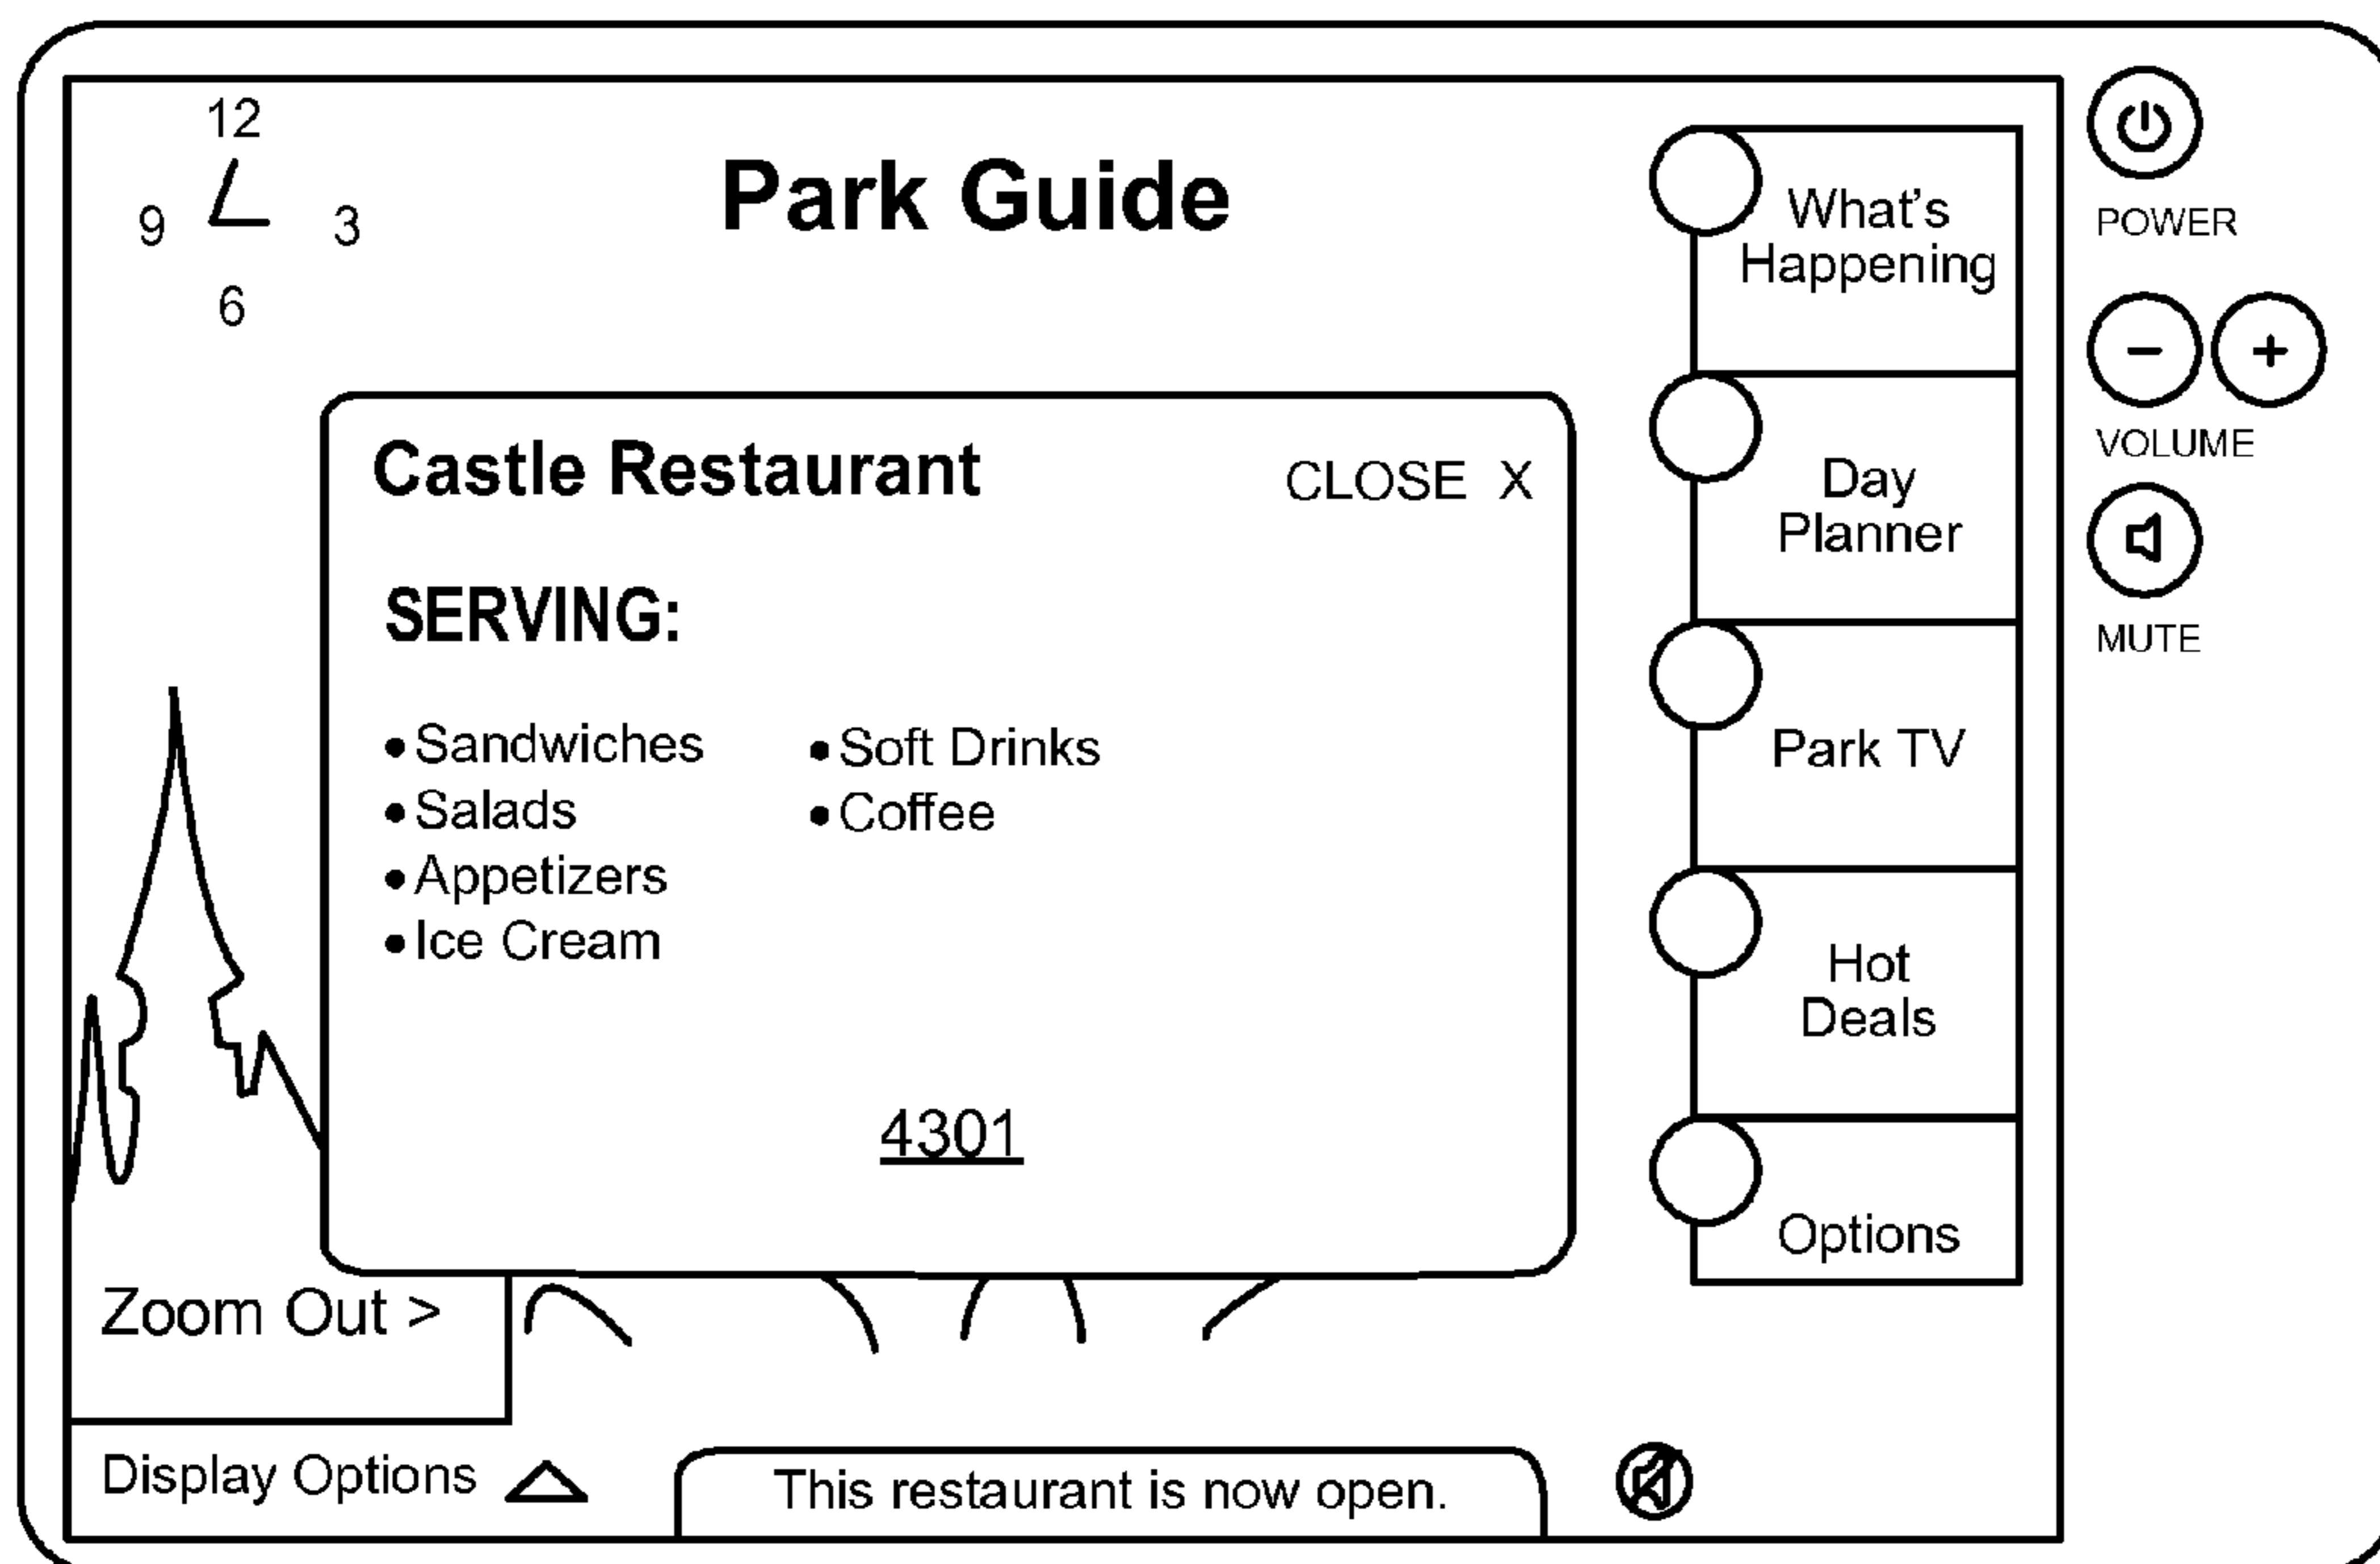 12
9
3
6
Park Guide
Castle Restaurant
CLOSE X
SERVING:
• Sandwiches
• Salads
• Appetizers
• Ice Cream
• Soft Drinks
• Coffee
4301
Zoom Out >
Display Options
This restaurant is now open.
What's
Happening
Day
Planner
Park TV
Hot
Deals
Options
POWER
− +
VOLUME
MUTE